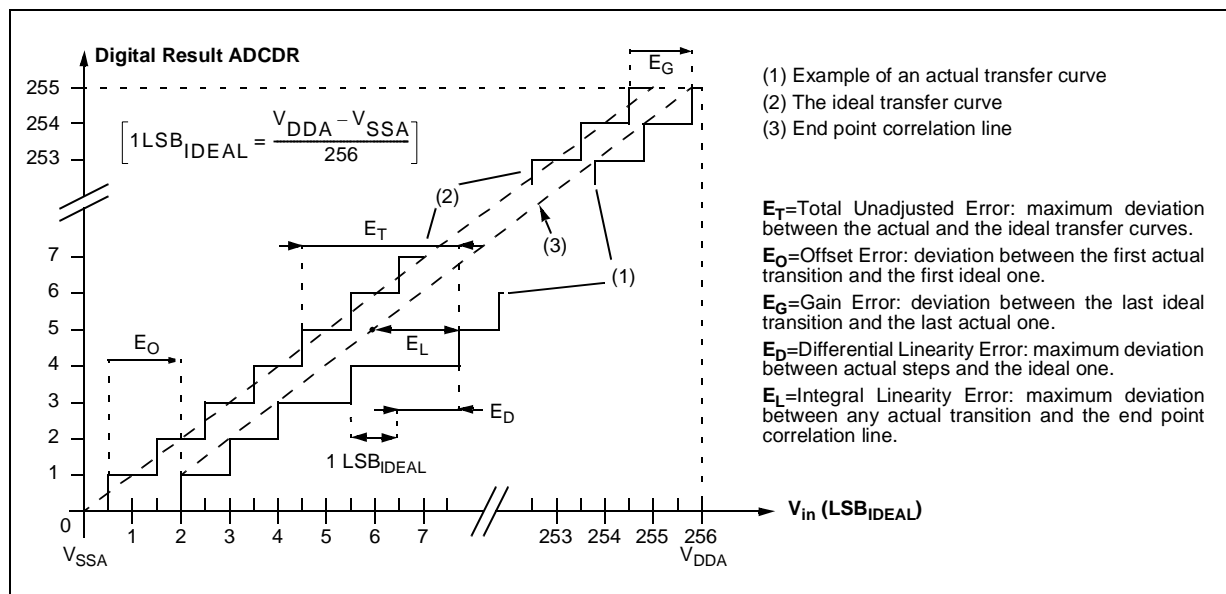 Digital Result ADCDR
E_G
255
254
253
[1LSB_IDEAL = (V_DDA – V_SSA) / 256]
(2)
E_T
(3)
7
(1)
6
5
E_O
E_L
4
3
E_D
2
1 LSB_IDEAL
1
0
1 2 3 4 5 6 7 253 254 255 256
V_in (LSB_IDEAL)
V_SSA
V_DDA
(1) Example of an actual transfer curve
(2) The ideal transfer curve
(3) End point correlation line
E_T=Total Unadjusted Error: maximum deviation
between the actual and the ideal transfer curves.
E_O=Offset Error: deviation between the first actual
transition and the first ideal one.
E_G=Gain Error: deviation between the last ideal
transition and the last actual one.
E_D=Differential Linearity Error: maximum deviation
between actual steps and the ideal one.
E_L=Integral Linearity Error: maximum deviation
between any actual transition and the end point
correlation line.